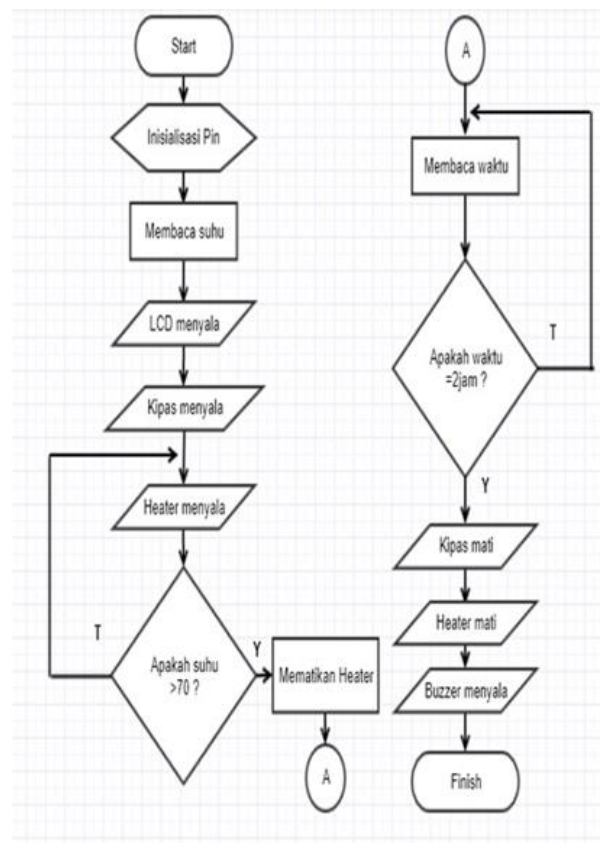 Start
Inisialisasi Pin
Membaca suhu
LCD menyala
Kipas menyala
Heater menyala
T
Apakah suhu
>70 ?
Y
Mematikan Heater
A
A
Membaca waktu
Apakah waktu
=2jam ?
T
Y
Kipas mati
Heater mati
Buzzer menyala
Finish